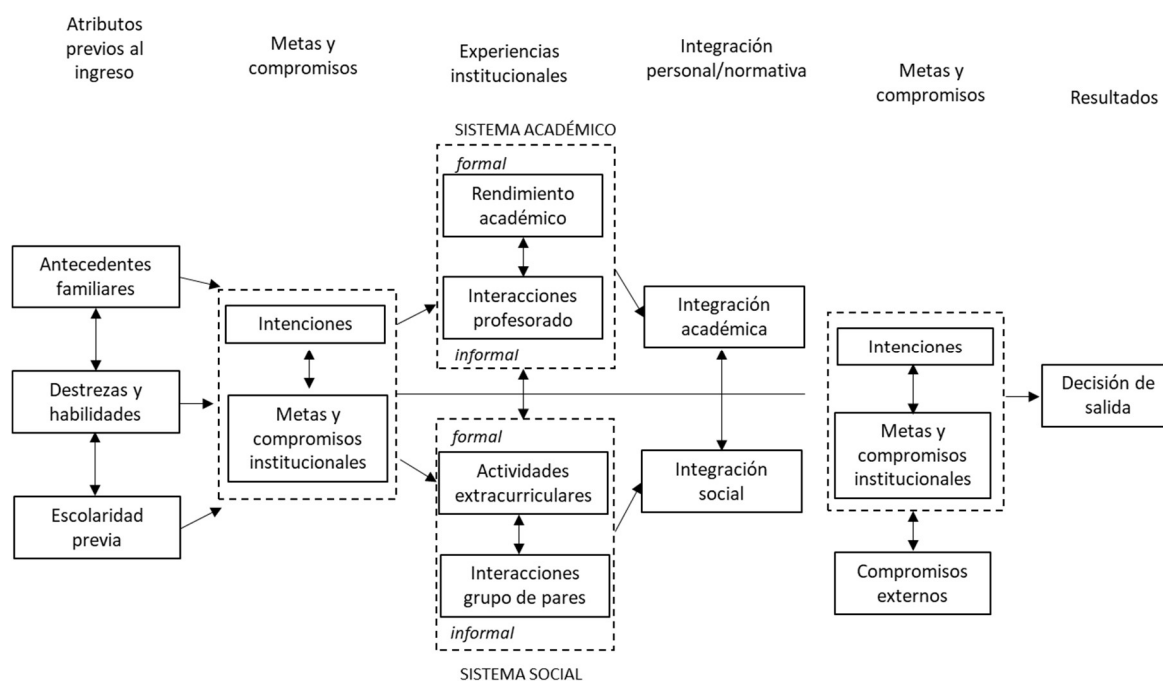 Atributos
previos al
ingreso
Metas y
compromisos
Experiencias
institucionales
Integración
personal/normativa
Metas y
compromisos
Resultados
SISTEMA ACADÉMICO
formal
Rendimiento
académico
Interacciones
profesorado
informal
Antecedentes
familiares
Destrezas y
habilidades
Escolaridad
previa
Intenciones
Metas y
compromisos
institucionales
formal
Actividades
extracurriculares
Interacciones
grupo de pares
informal
SISTEMA SOCIAL
Integración
académica
Integración
social
Intenciones
Metas y
compromisos
institucionales
Compromisos
externos
Decisión de
salida